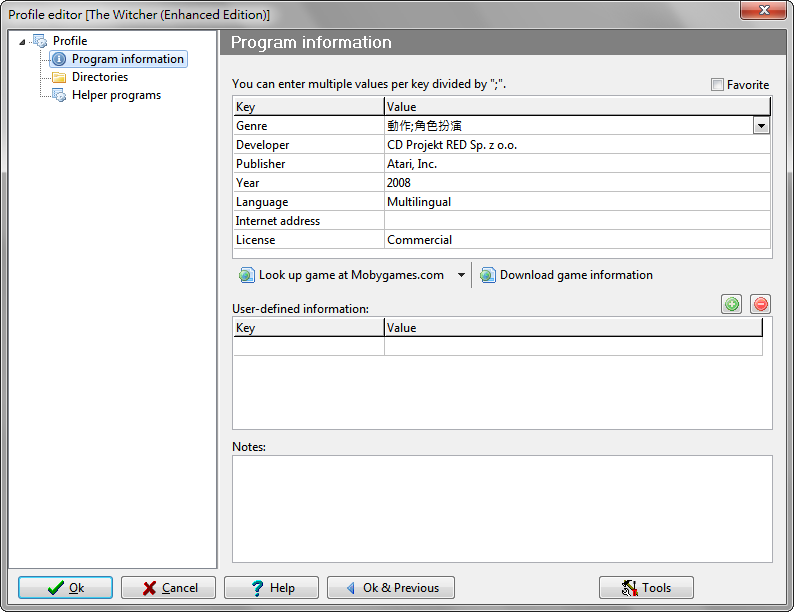 Profile editor [The Witcher (Enhanced Edition)]
Profile
Program information
Directories
Helper programs
Program information
You can enter multiple values per key divided by ";".
Favorite
Key Value
Genre 動作;角色扮演
Developer CD Projekt RED Sp. z o.o.
Publisher Atari, Inc.
Year 2008
Language Multilingual
Internet address
License Commercial
Look up game at Mobygames.com Download game information
User-defined information:
Key Value
Notes:
Ok Cancel Help Ok & Previous Tools